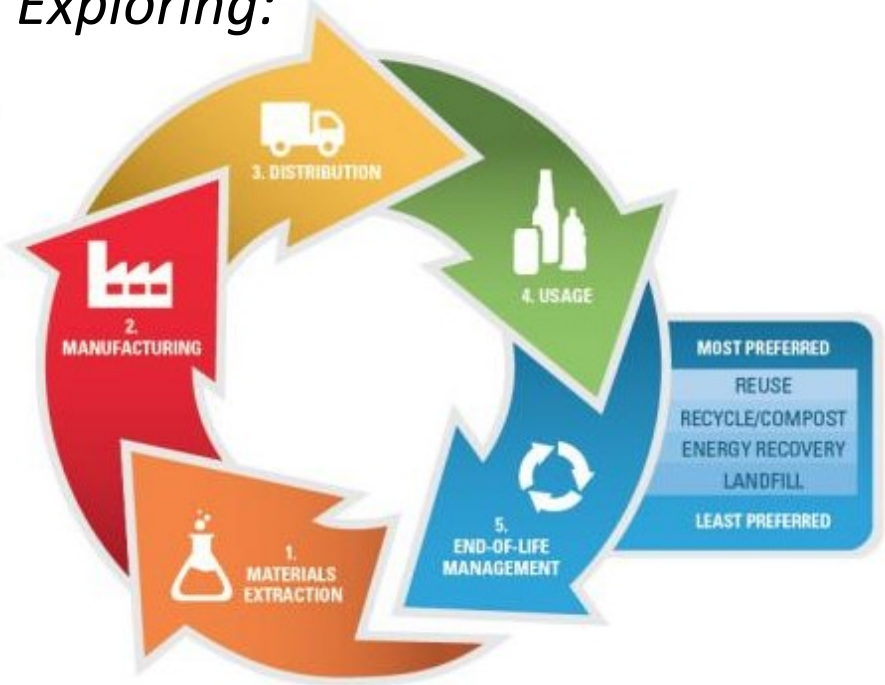 Exploring:
3. DISTRIBUTION
4. USAGE
2.
MANUFACTURING
MOST PREFERRED
REUSE
RECYCLE/COMPOST
ENERGY RECOVERY
LANDFILL
LEAST PREFERRED
5.
END-OF-LIFE
MANAGEMENT
1.
MATERIALS
EXTRACTION